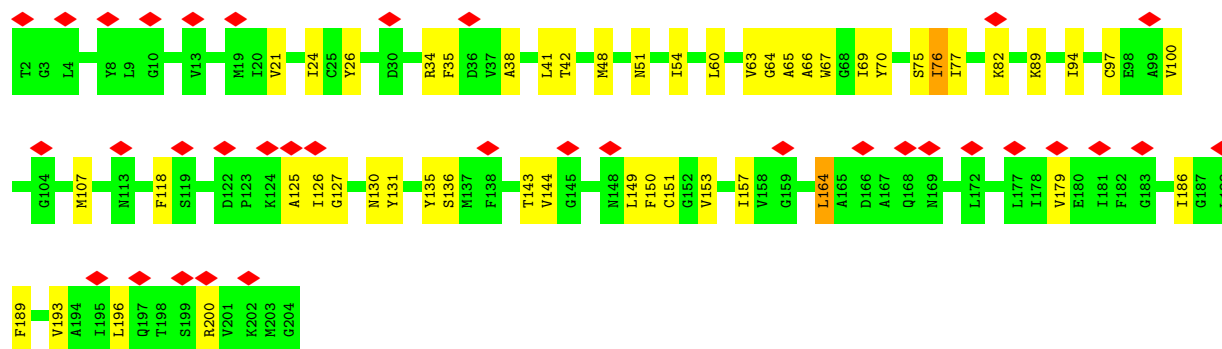 T2 G3 L4 Y8 L9 G10 V13 M19 I20 V21 I24 C25 Y26 D30 R34 F35 D36 V37 A38 L41 T42 M48 N51 I54 L60 V63 G64 A65 A66 W67 G68 I69 Y70 S75 I76 I77 K82 K89 I94 C97 E98 A99 V100
G104 M107 N113 F118 S119 D122 P123 K124 A125 I126 G127 N130 Y131 Y135 S136 M137 F138 T143 V144 G145 N148 L149 F150 C151 G152 V153 I157 V158 G159 L164 A165 D166 A167 Q168 N169 L172 L177 I178 V179 E180 I181 F182 G183 I186 G187
F189 V193 A194 I195 L196 Q197 T198 S199 R200 V201 K202 M203 G204